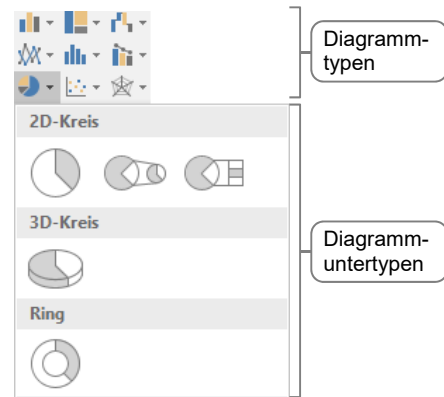 Diagramm-
typen
2D-Kreis
3D-Kreis
Diagramm-
untertypen
Ring